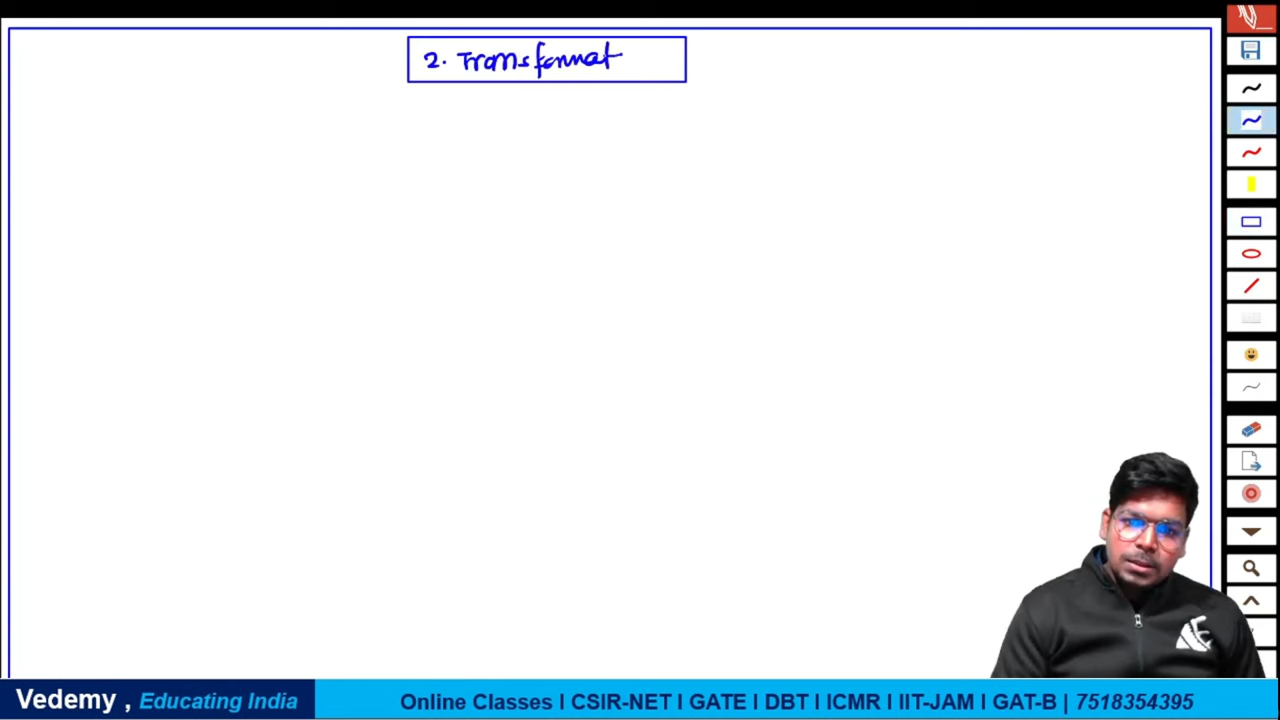 2. Transformat
Vedemy , Educating India
Online Classes I CSIR-NET I GATE I DBT I ICMR I IIT-JAM I GAT-B | 7518354395